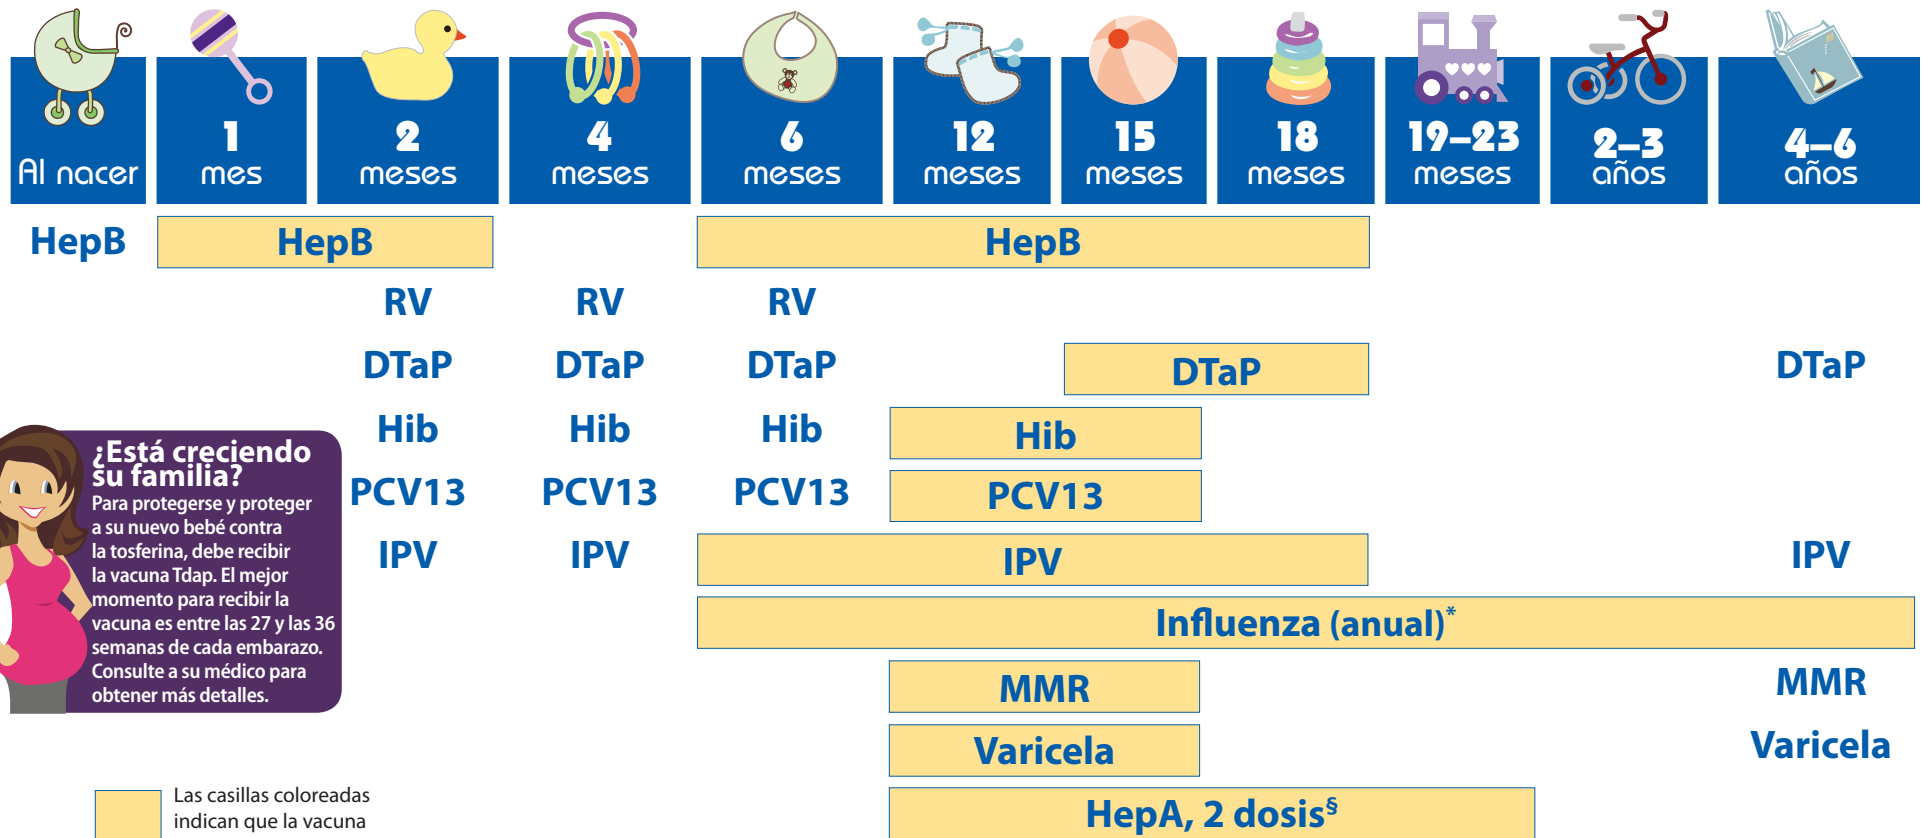 Al nacer
1
mes
2
meses
4
meses
6
meses
12
meses
15
meses
18
meses
19–23
meses
2–3
años
4–6
años
HepB HepB HepB
RV RV RV
DTaP DTaP DTaP DTaP DTaP
Hib Hib Hib Hib
PCV13 PCV13 PCV13 PCV13
IPV IPV IPV IPV
Influenza (anual)*
MMR MMR
Varicela Varicela
HepA, 2 dosis§
¿Está creciendo
su familia?
Para protegerse y proteger
a su nuevo bebé contra
la tosferina, debe recibir
la vacuna Tdap. El mejor
momento para recibir la
vacuna es entre las 27 y las 36
semanas de cada embarazo.
Consulte a su médico para
obtener más detalles.
Las casillas coloreadas
indican que la vacuna